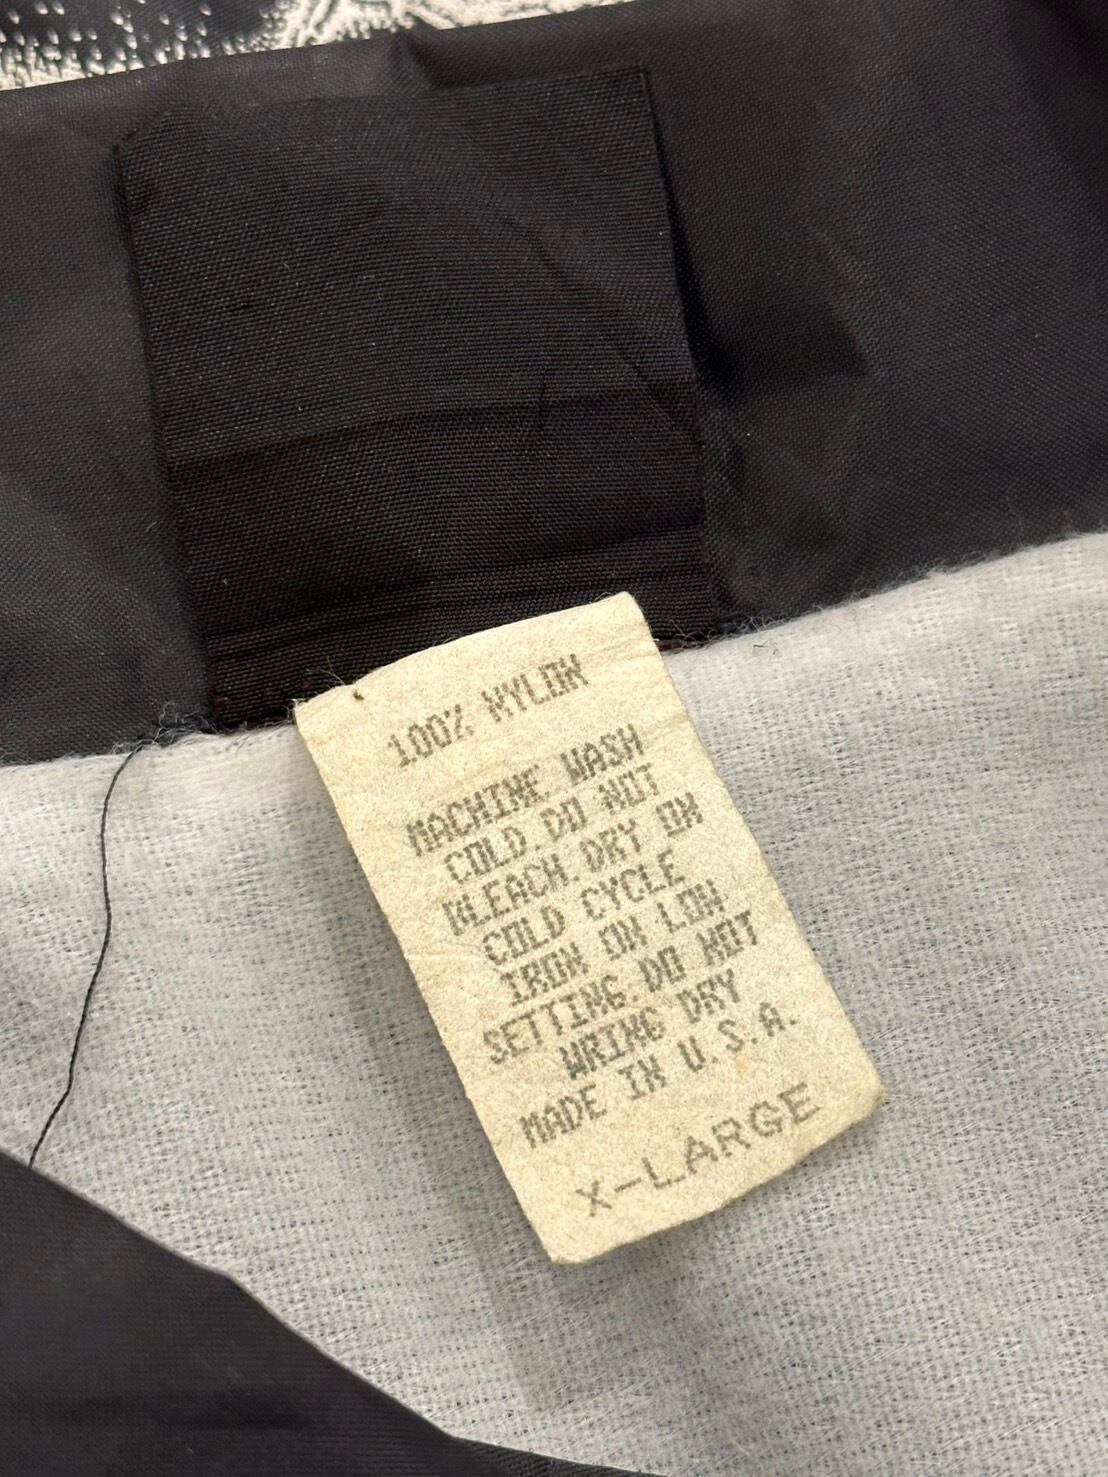 100% NYLON
MACHINE WASH
COLD. DO NOT
BLEACH. DRY ON
COLD CYCLE
IRON ON LOW
SETTING. DO NOT
WRING DRY
MADE IN U.S.A.
X-LARGE